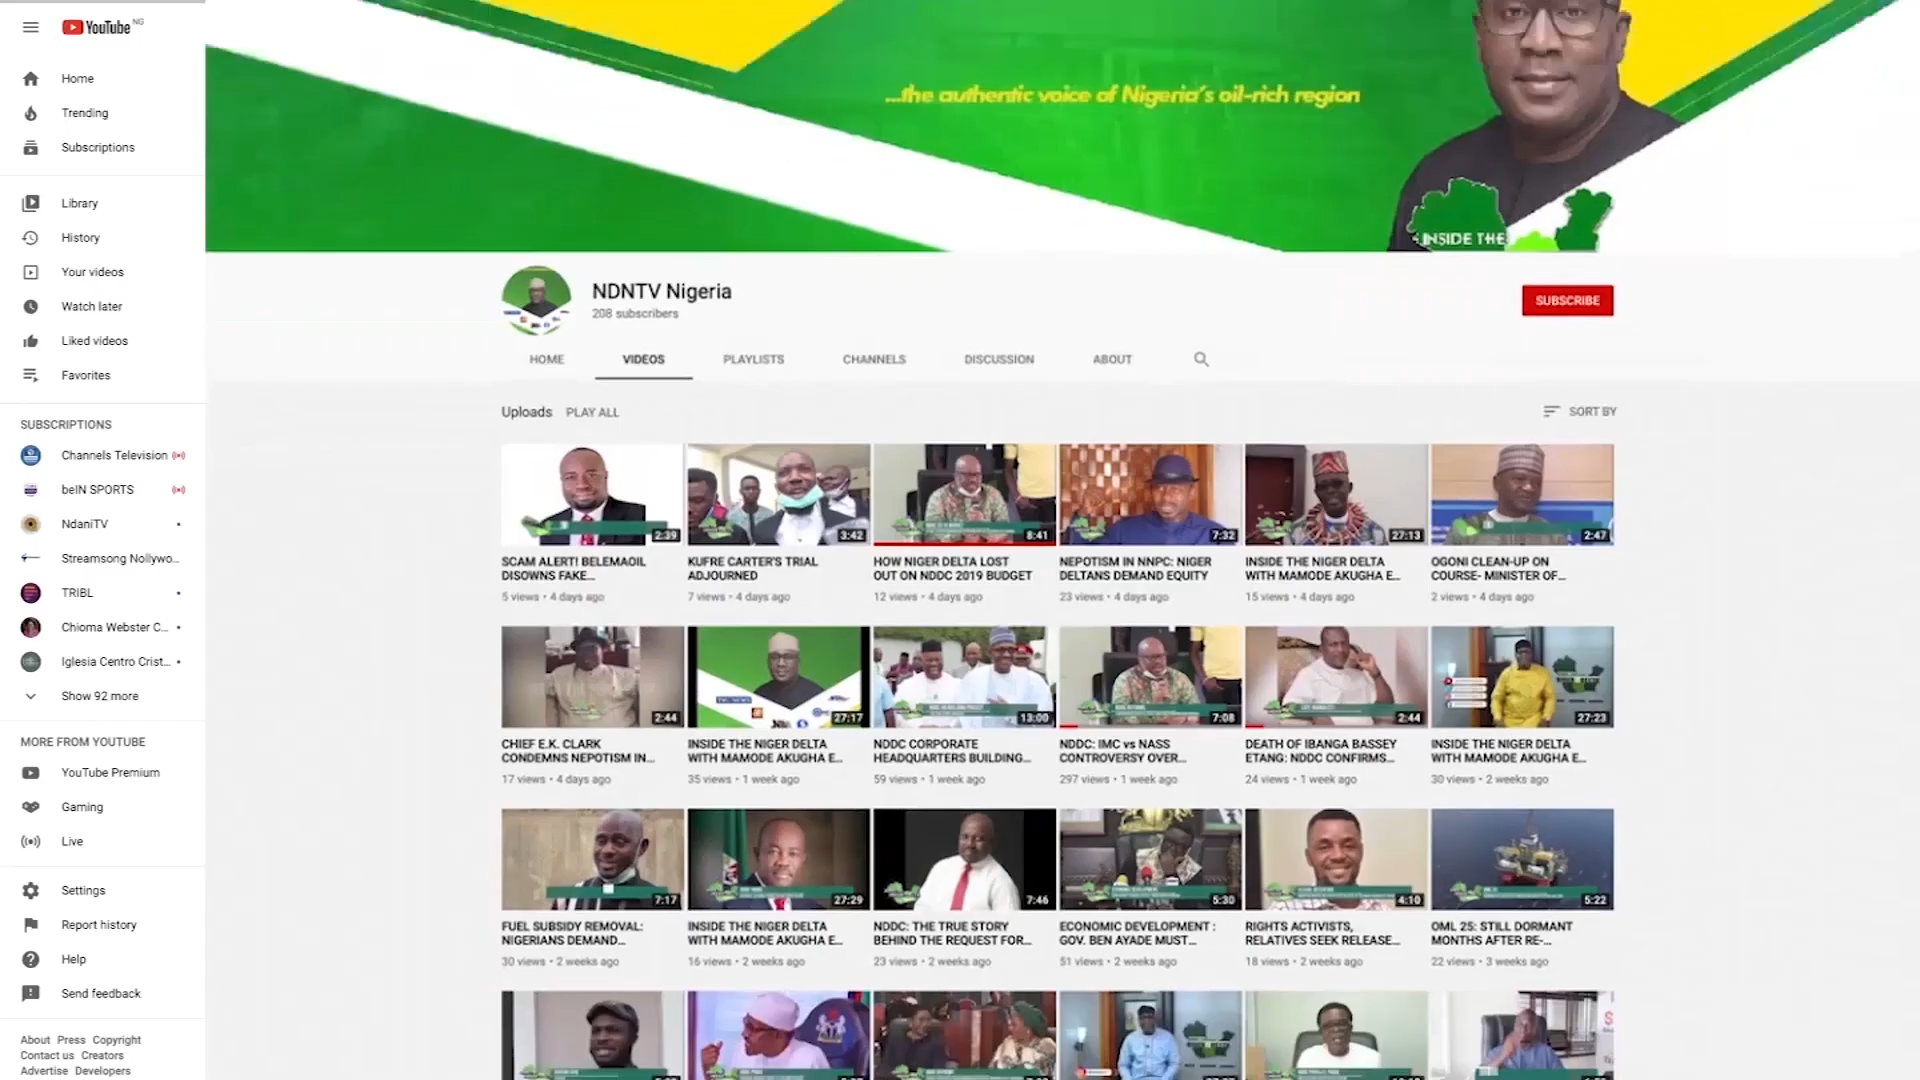 YouTube NG
Home
Trending
Subscriptions
Library
History
Your videos
Watch later
Liked videos
Favorites
SUBSCRIPTIONS
Channels Television
beIN SPORTS
NdaniTV
Streamsong Nollywo...
TRIBL
Chioma Webster C...
Iglesia Centro Crist...
Show 92 more
MORE FROM YOUTUBE
YouTube Premium
Gaming
Live
Settings
Report history
Help
Send feedback
About Press Copyright
Contact us Creators
Advertise Developers
...the authentic voice of Nigeria's oil-rich region
INSIDE THE
NDNTV Nigeria
208 subscribers
SUBSCRIBE
HOME VIDEOS PLAYLISTS CHANNELS DISCUSSION ABOUT
Uploads PLAY ALL SORT BY
2:39 3:42 8:41 7:32 27:13 2:47
SCAM ALERT! BELEMAOIL
DISOWNS FAKE...
5 views • 4 days ago
KUFRE CARTER'S TRIAL
ADJOURNED
7 views • 4 days ago
HOW NIGER DELTA LOST
OUT ON NDDC 2019 BUDGET
12 views • 4 days ago
NEPOTISM IN NNPC: NIGER
DELTANS DEMAND EQUITY
23 views • 4 days ago
INSIDE THE NIGER DELTA
WITH MAMODE AKUGHA E...
15 views • 4 days ago
OGONI CLEAN-UP ON
COURSE- MINISTER OF...
2 views • 4 days ago
2:44 27:17 13:00 7:08 2:44 27:23
CHIEF E.K. CLARK
CONDEMNS NEPOTISM IN...
17 views • 4 days ago
INSIDE THE NIGER DELTA
WITH MAMODE AKUGHA E...
35 views • 1 week ago
NDDC CORPORATE
HEADQUARTERS BUILDING...
59 views • 1 week ago
NDDC: IMC vs NASS
CONTROVERSY OVER...
297 views • 1 week ago
DEATH OF IBANGA BASSEY
ETANG: NDDC CONFIRMS...
24 views • 1 week ago
INSIDE THE NIGER DELTA
WITH MAMODE AKUGHA E...
30 views • 2 weeks ago
7:17 27:29 7:46 5:30 4:10 5:22
FUEL SUBSIDY REMOVAL:
NIGERIANS DEMAND...
30 views • 2 weeks ago
INSIDE THE NIGER DELTA
WITH MAMODE AKUGHA E...
16 views • 2 weeks ago
NDDC: THE TRUE STORY
BEHIND THE REQUEST FOR...
23 views • 2 weeks ago
ECONOMIC DEVELOPMENT :
GOV. BEN AYADE MUST...
51 views • 2 weeks ago
RIGHTS ACTIVISTS,
RELATIVES SEEK RELEASE...
18 views • 2 weeks ago
OML 25: STILL DORMANT
MONTHS AFTER RE-...
22 views • 3 weeks ago